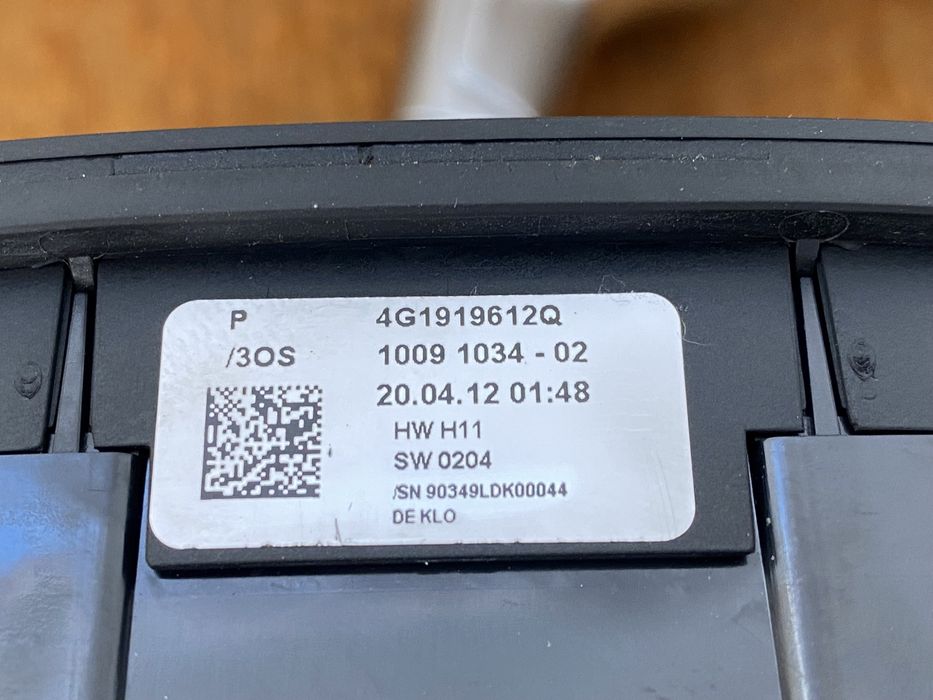 P 4G1919612Q
/3OS 1009 1034 - 02
20.04.12 01:48
HW H11
SW 0204
/SN 90349LDK00044
DE KLO